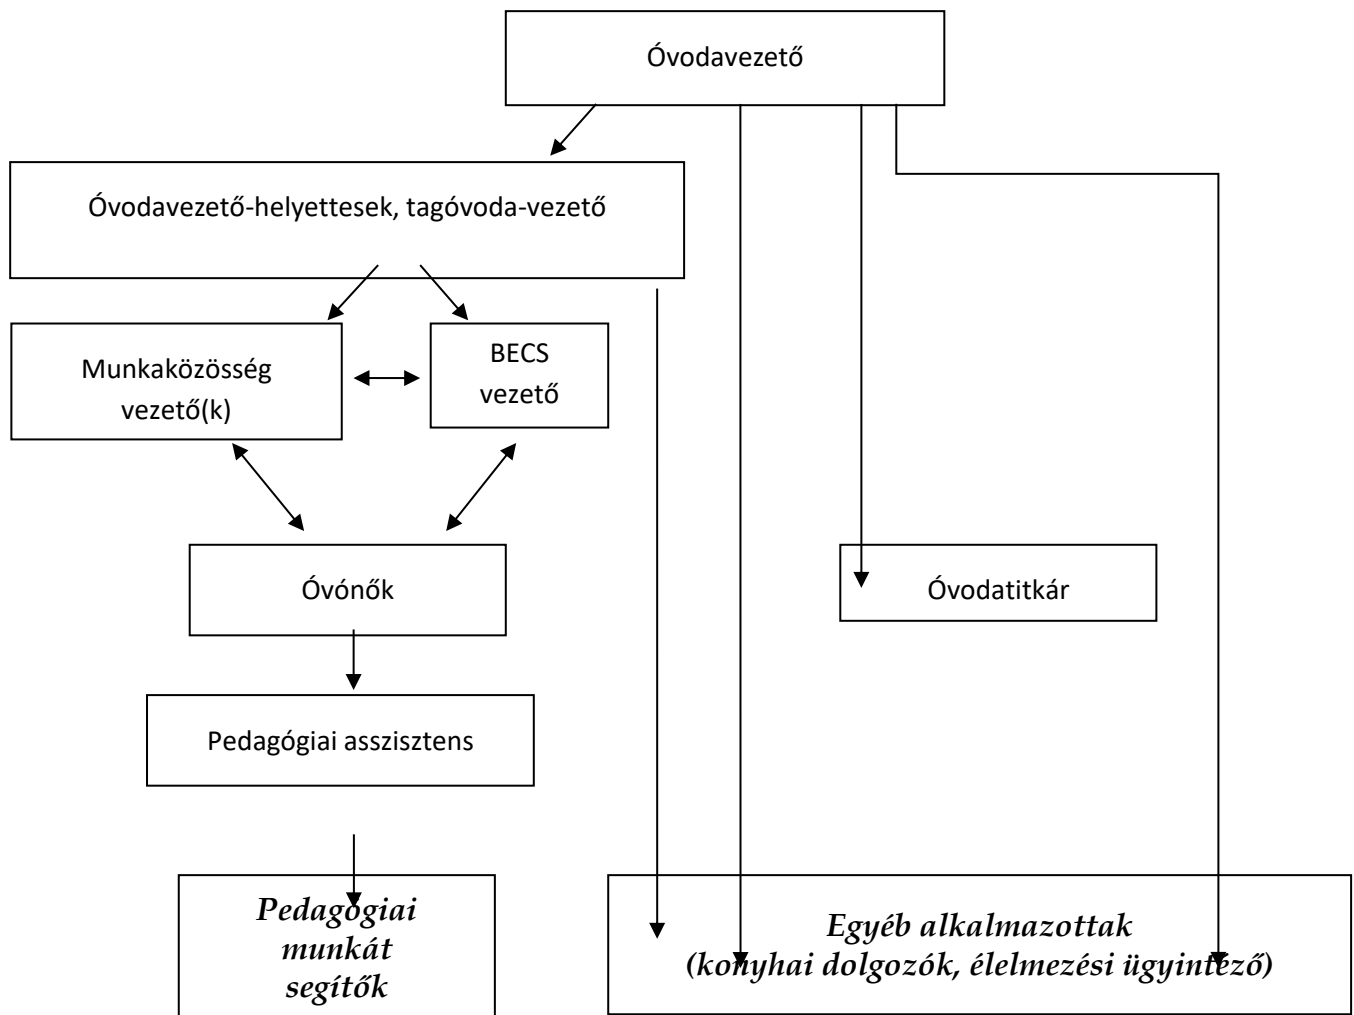 Óvodavezető
Óvodavezető-helyettesek, tagóvoda-vezető
Munkaközösség
vezető(k)
BECS
vezető
Óvónők
Óvodatitkár
Pedagógiai asszisztens
Pedagógiai
munkát
segítők
Egyéb alkalmazottak
(konyhai dolgozók, élelmezési ügyintéző)